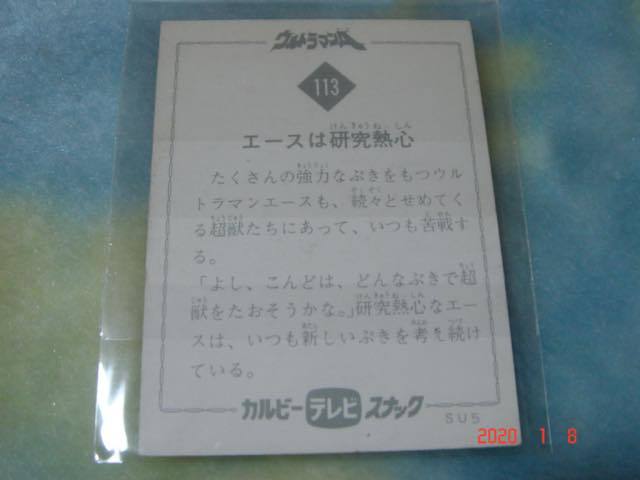 ウルトラマンA
113
エースは研究熱心
たくさんの強力なぶきをもつウル
トラマンエースも、続々とせめてく
る超獣たちにあって、いつも苦戦す
る。
「よし、こんどは、どんなぶきで超
獣をたおそうかな。」研究熱心なエー
スは、いつも新しいぶきを考え続け
ている。
カルビーテレビスナック
SU5
2020 1 8